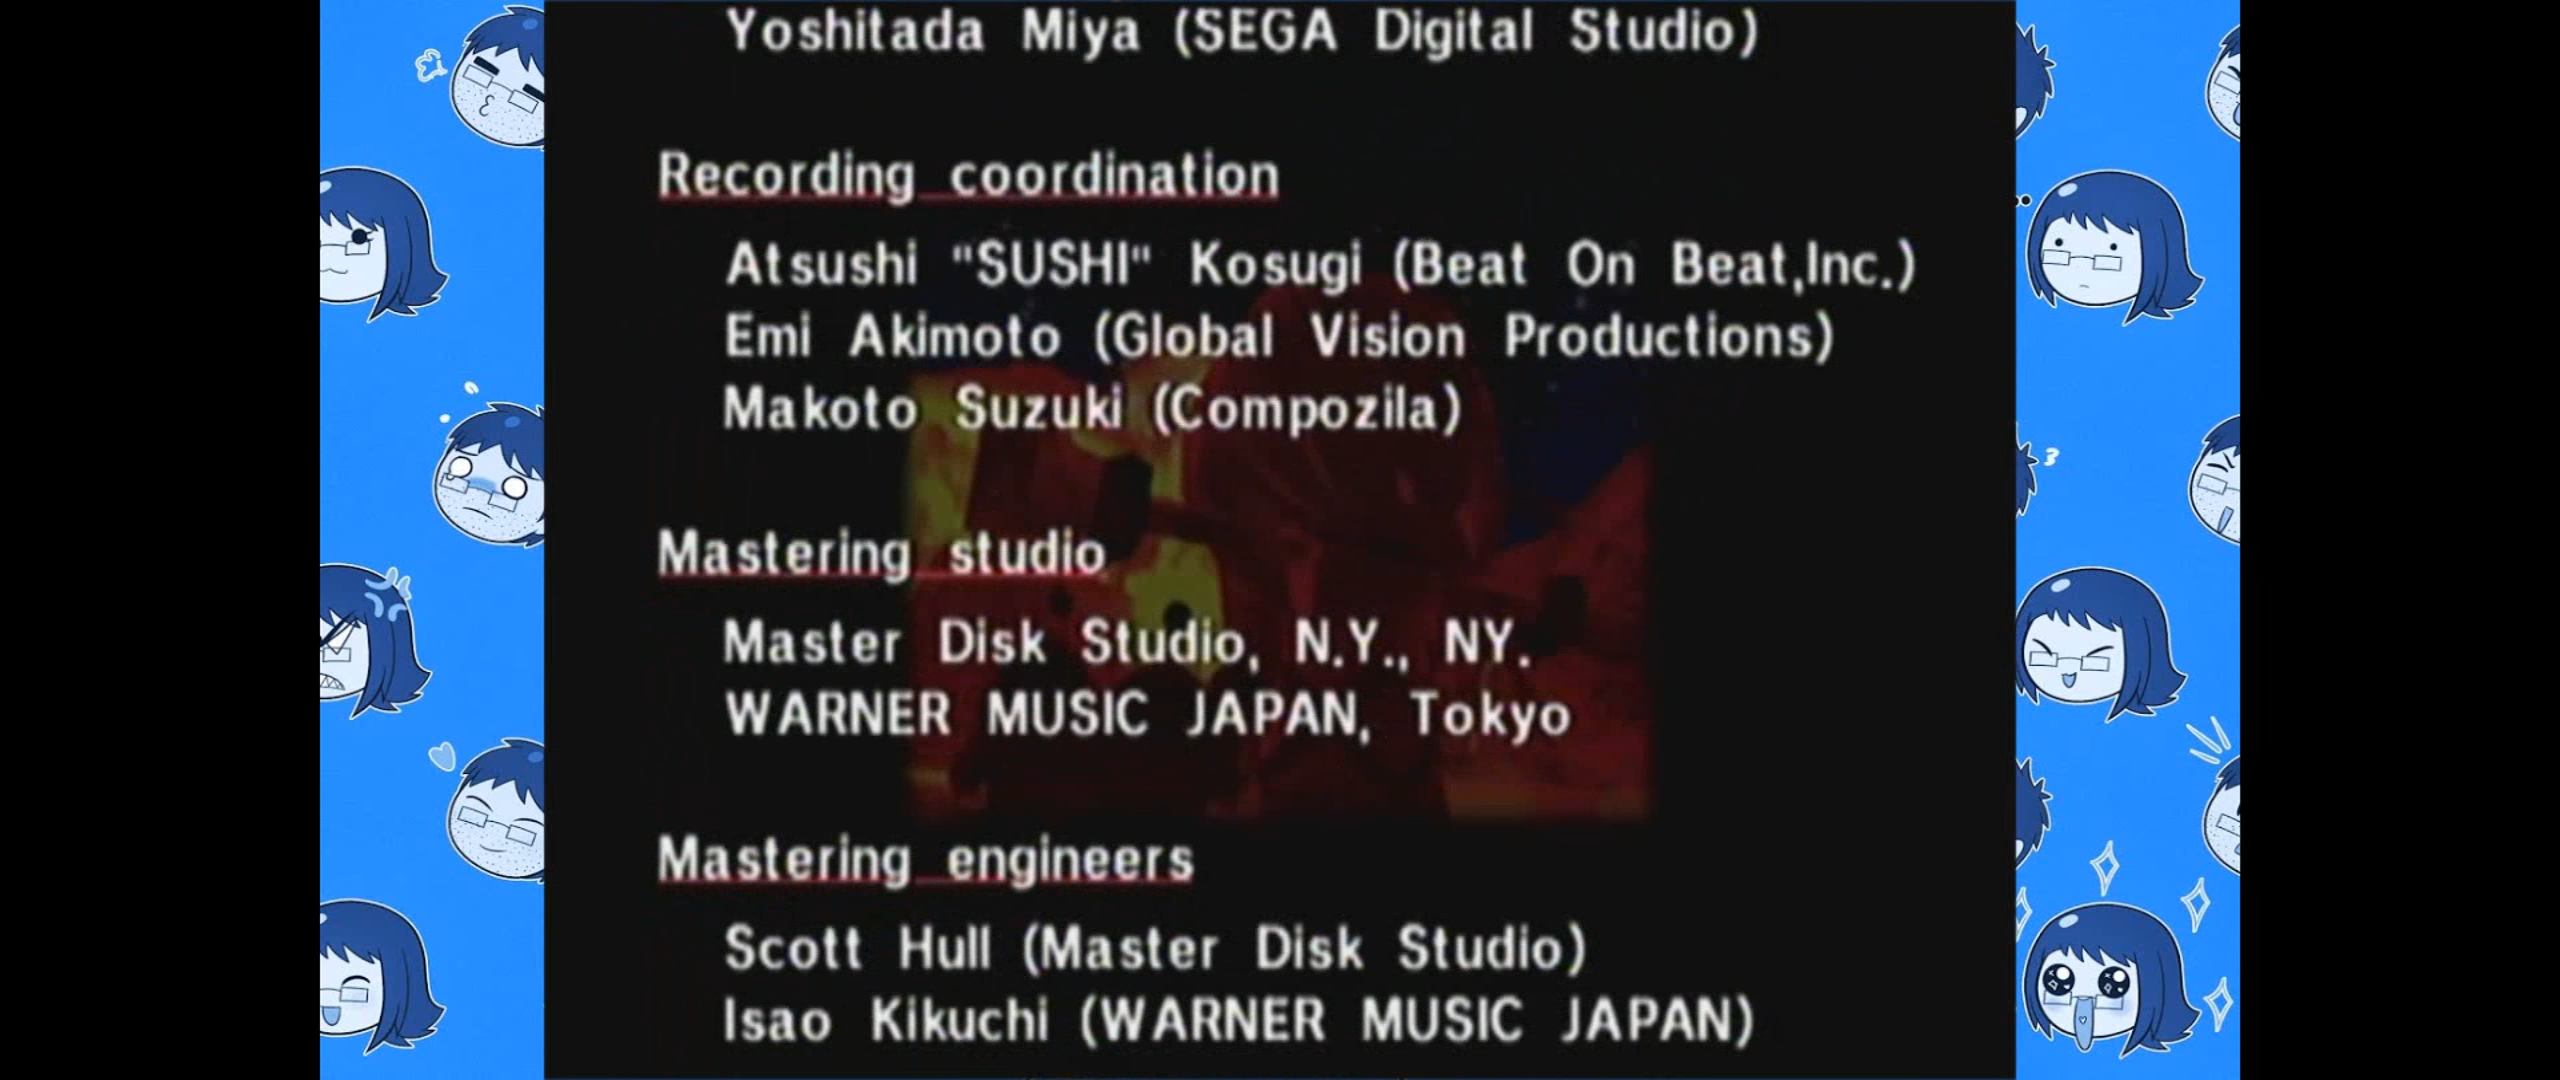 Yoshitada Miya (SEGA Digital Studio)
Recording coordination
Atsushi "SUSHI" Kosugi (Beat On Beat,Inc.)
Emi Akimoto (Global Vision Productions)
Makoto Suzuki (Compozila)
Mastering studio
Master Disk Studio, N.Y., NY.
WARNER MUSIC JAPAN, Tokyo
Mastering engineers
Scott Hull (Master Disk Studio)
Isao Kikuchi (WARNER MUSIC JAPAN)